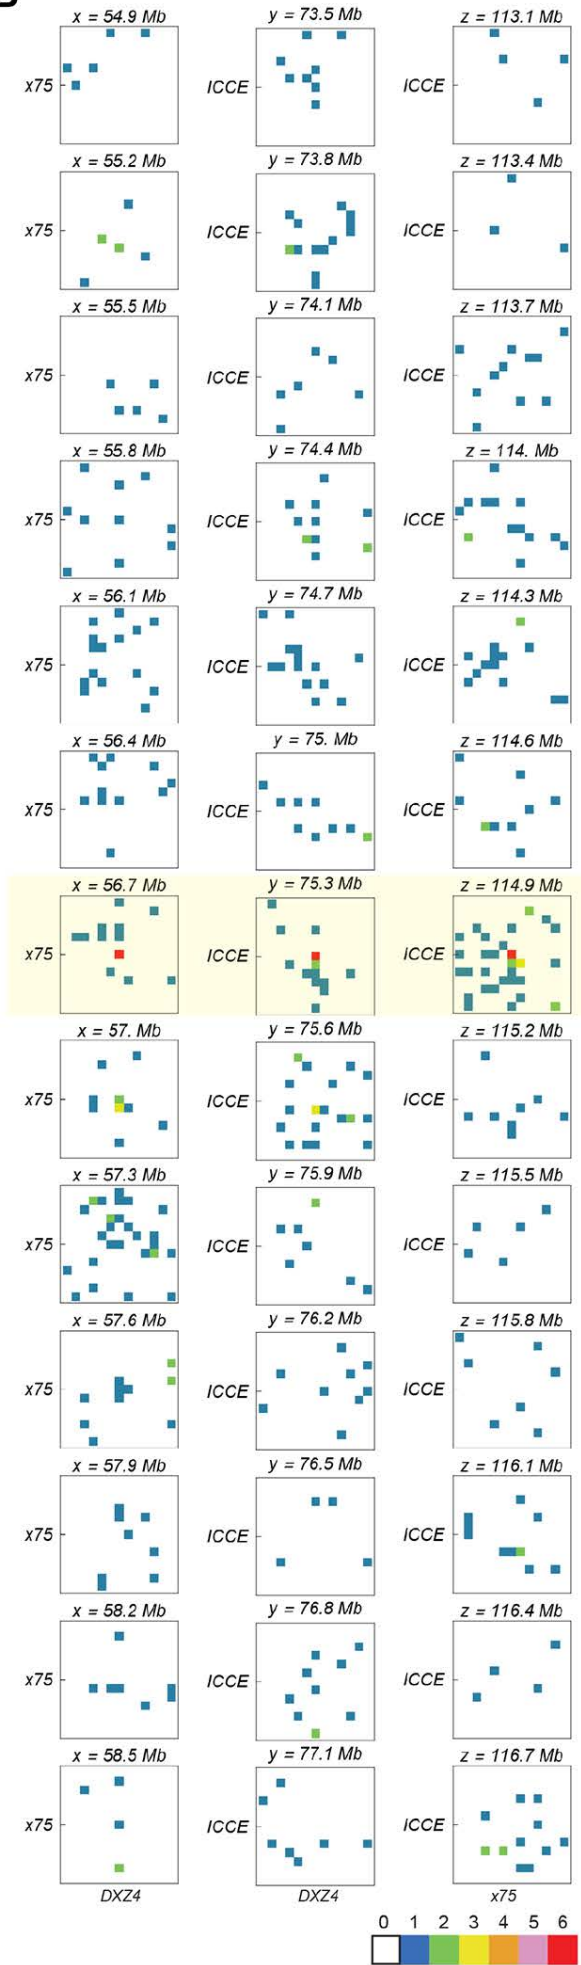 x = 54.9 Mb y = 73.5 Mb z = 113.1 Mb
x75 ICCE ICCE
x = 55.2 Mb y = 73.8 Mb z = 113.4 Mb
x75 ICCE ICCE
x = 55.5 Mb y = 74.1 Mb z = 113.7 Mb
x75 ICCE ICCE
x = 55.8 Mb y = 74.4 Mb z = 114. Mb
x75 ICCE ICCE
x = 56.1 Mb y = 74.7 Mb z = 114.3 Mb
x75 ICCE ICCE
x = 56.4 Mb y = 75. Mb z = 114.6 Mb
x75 ICCE ICCE
x = 56.7 Mb y = 75.3 Mb z = 114.9 Mb
x75 ICCE ICCE
x = 57. Mb y = 75.6 Mb z = 115.2 Mb
x75 ICCE ICCE
x = 57.3 Mb y = 75.9 Mb z = 115.5 Mb
x75 ICCE ICCE
x = 57.6 Mb y = 76.2 Mb z = 115.8 Mb
x75 ICCE ICCE
x = 57.9 Mb y = 76.5 Mb z = 116.1 Mb
x75 ICCE ICCE
x = 58.2 Mb y = 76.8 Mb z = 116.4 Mb
x75 ICCE ICCE
x = 58.5 Mb y = 77.1 Mb z = 116.7 Mb
x75 ICCE ICCE
DXZ4 DXZ4 x75
0 1 2 3 4 5 6